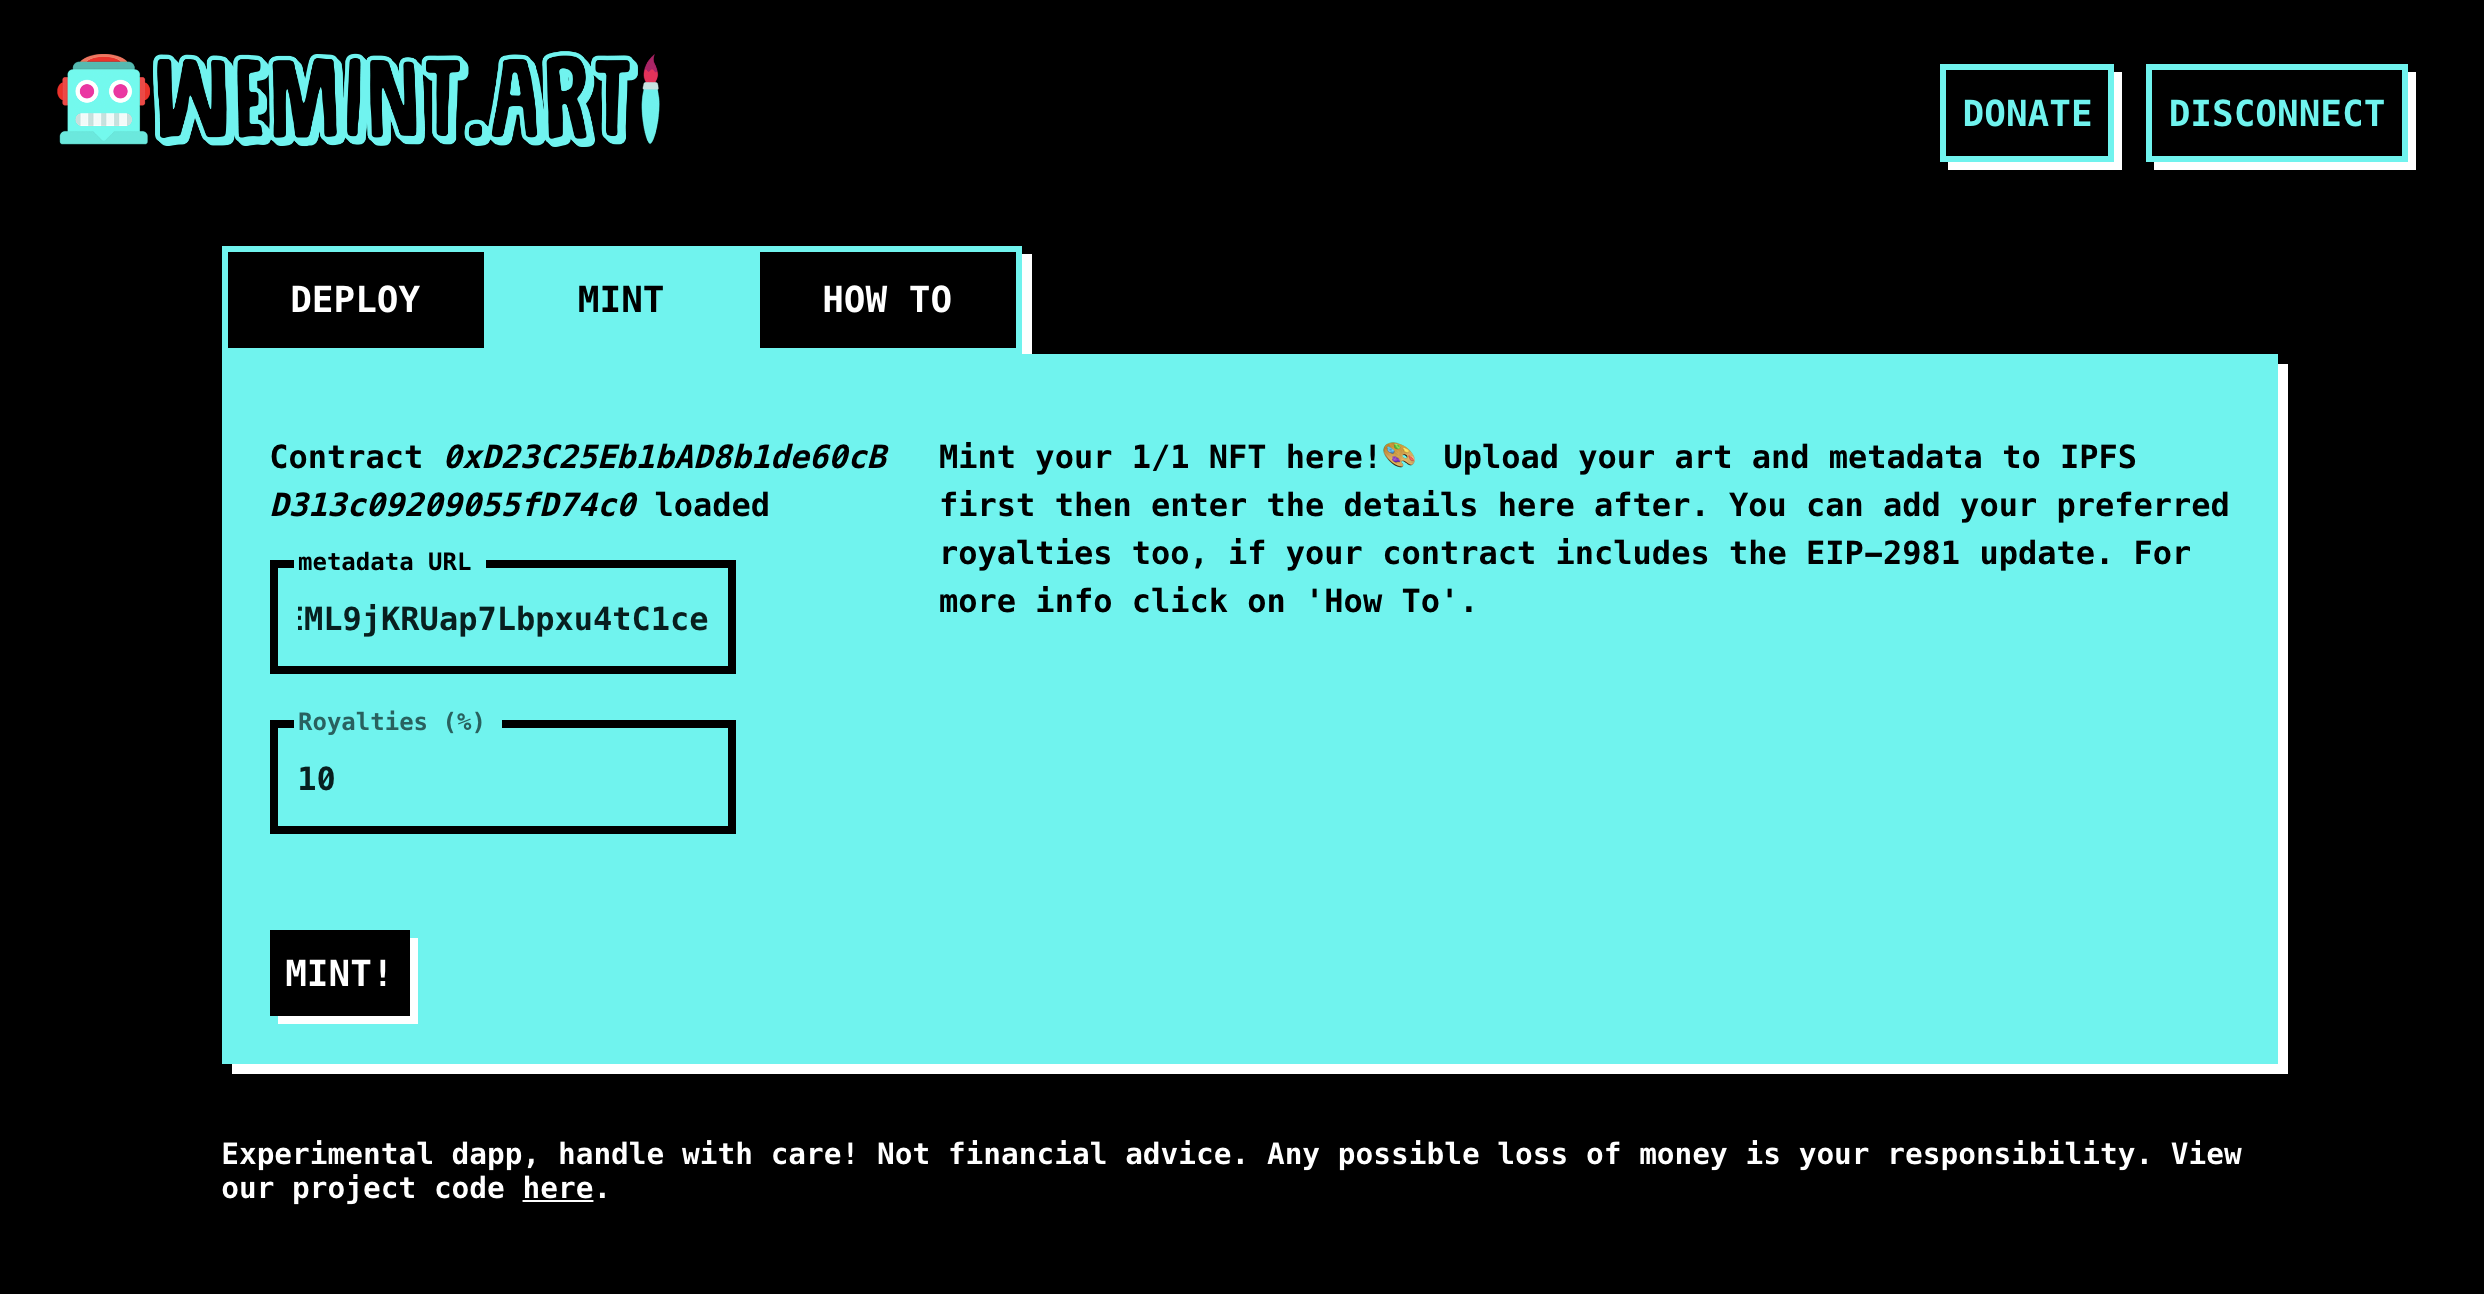 WEMINT.ART
DONATE
DISCONNECT
DEPLOY
MINT
HOW TO
Contract 0xD23C25Eb1bAD8b1de60cB
D313c09209055fD74c0 loaded
metadata URL
ML9jKRUap7Lbpxu4tC1ce
Royalties (%)
10
MINT!
Mint your 1/1 NFT here!🎨 Upload your art and metadata to IPFS
first then enter the details here after. You can add your preferred
royalties too, if your contract includes the EIP-2981 update. For
more info click on 'How To'.
Experimental dapp, handle with care! Not financial advice. Any possible loss of money is your responsibility. View
our project code here.